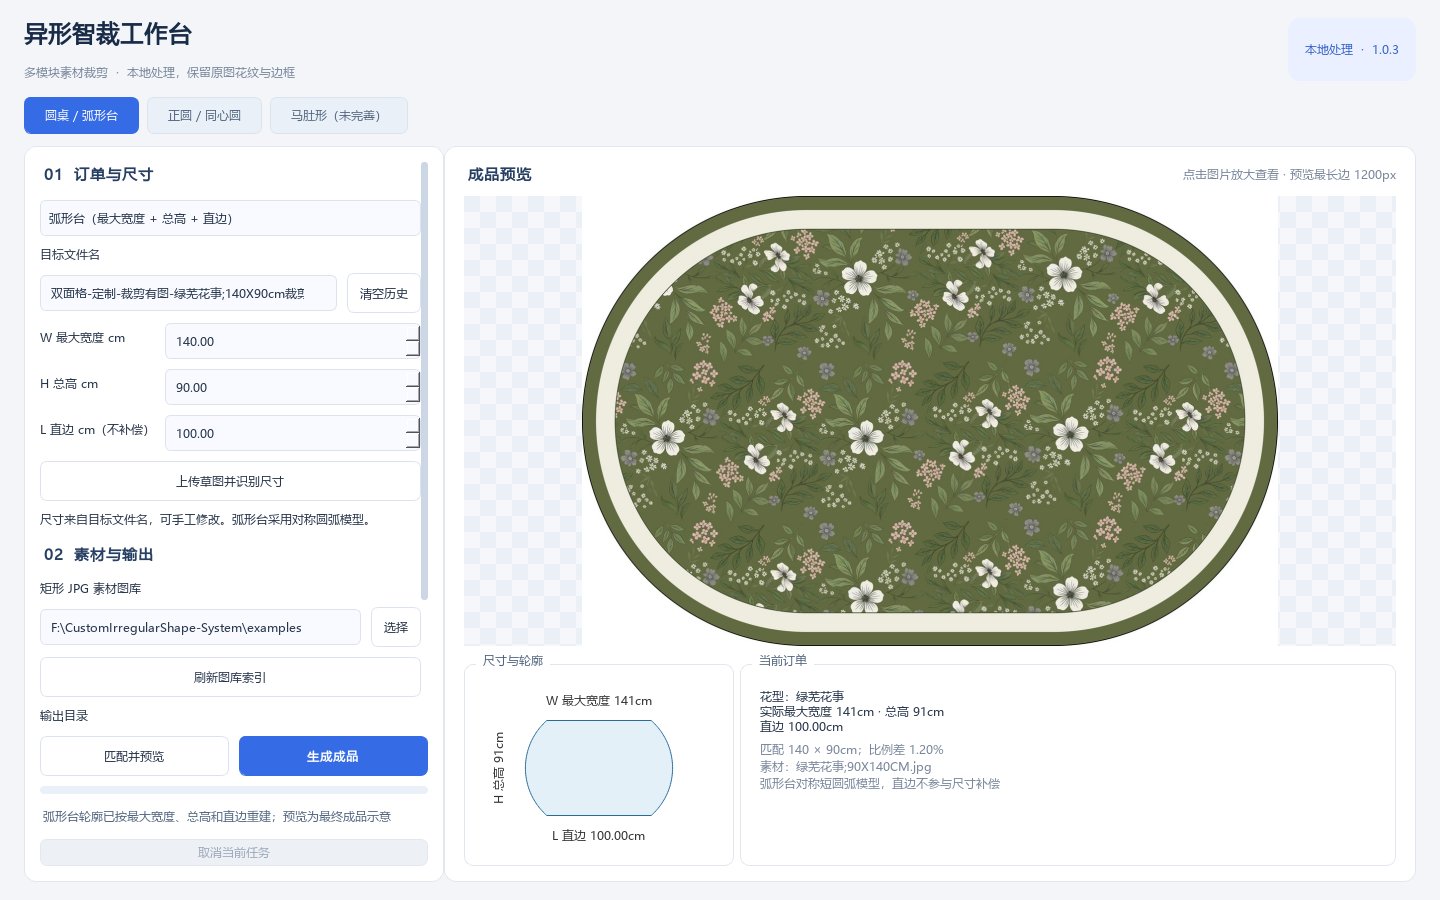 异形智裁工作台
多模块素材裁剪 · 本地处理，保留原图花纹与边框
本地处理 · 1.0.3
圆桌 / 弧形台
正圆 / 同心圆
马肚形（未完善）
01 订单与尺寸
弧形台（最大宽度 + 总高 + 直边）
目标文件名
双面格-定制-裁剪有图-绿芜花事;140X90cm裁
清空历史
W 最大宽度 cm
140.00
H 总高 cm
90.00
L 直边 cm（不补偿）
100.00
上传草图并识别尺寸
尺寸来自目标文件名，可手工修改。弧形台采用对称圆弧模型。
02 素材与输出
矩形 JPG 素材图库
F:\CustomIrregularShape-System\examples
选择
刷新图库索引
输出目录
匹配并预览
生成成品
弧形台轮廓已按最大宽度、总高和直边重建；预览为最终成品示意
取消当前任务
成品预览
点击图片放大查看 · 预览最长边 1200px
尺寸与轮廓
W 最大宽度 141cm
H 总高 91cm
L 直边 100.00cm
当前订单
花型：绿芜花事
实际最大宽度 141cm · 总高 91cm
直边 100.00cm
匹配 140 × 90cm；比例差 1.20%
素材：绿芜花事;90X140CM.jpg
弧形台对称短圆弧模型，直边不参与尺寸补偿